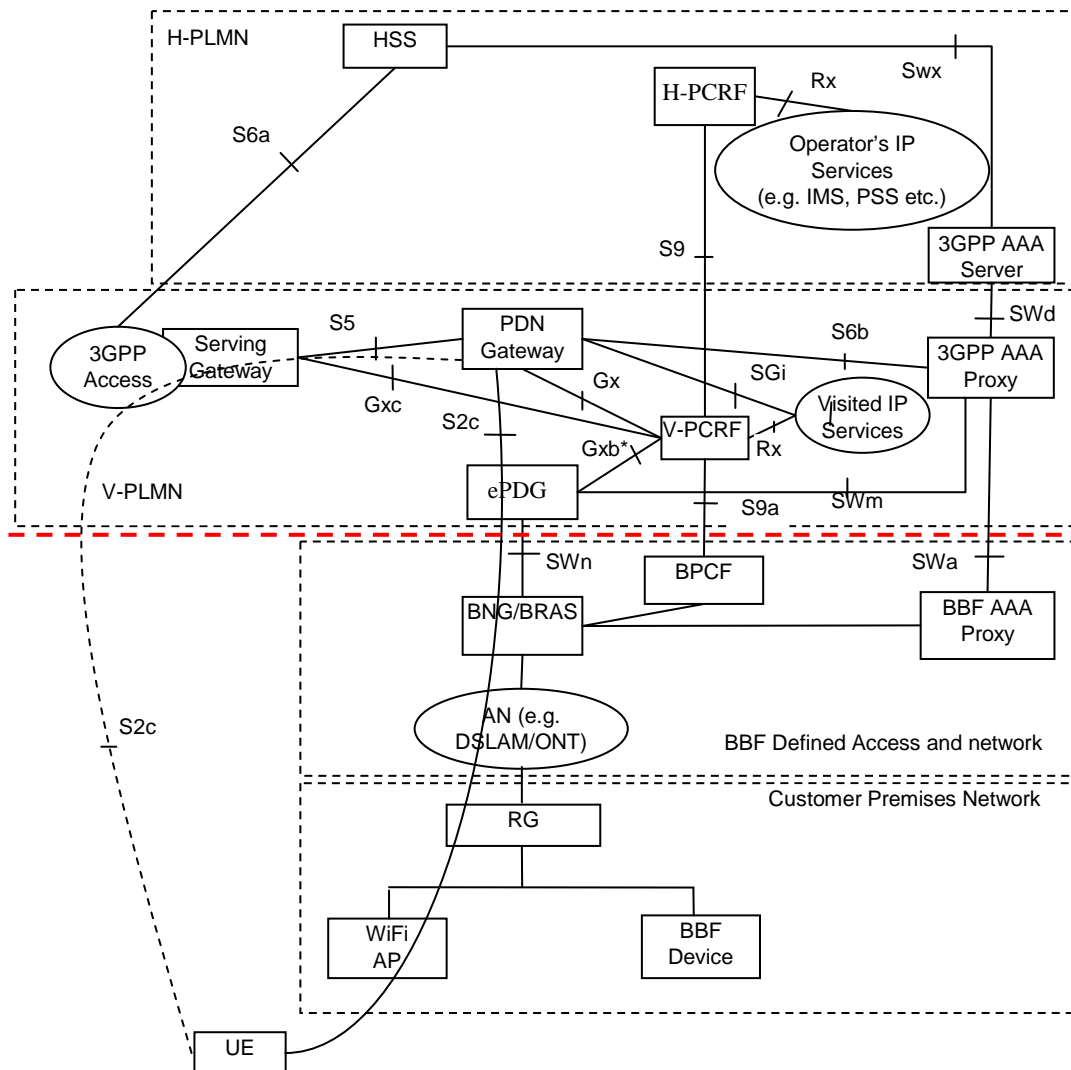 H-PLMN
HSS
Swx
H-PCRF
Rx
S6a
Operator's IP
Services
(e.g. IMS, PSS etc.)
S9
3GPP AAA
Server
SWd
S5
PDN
Gateway
S6b
3GPP
Access
Serving
Gateway
3GPP AAA
Proxy
Gxc
S2c
Gx
SGi
Visited IP
Services
V-PCRF
Rx
Gxb*
V-PLMN
ePDG
S9a
SWm
SWn
SWa
BPCF
BNG/BRAS
BBF AAA
Proxy
AN (e.g.
DSLAM/ONT)
S2c
BBF Defined Access and network
Customer Premises Network
RG
WiFi
AP
BBF
Device
UE